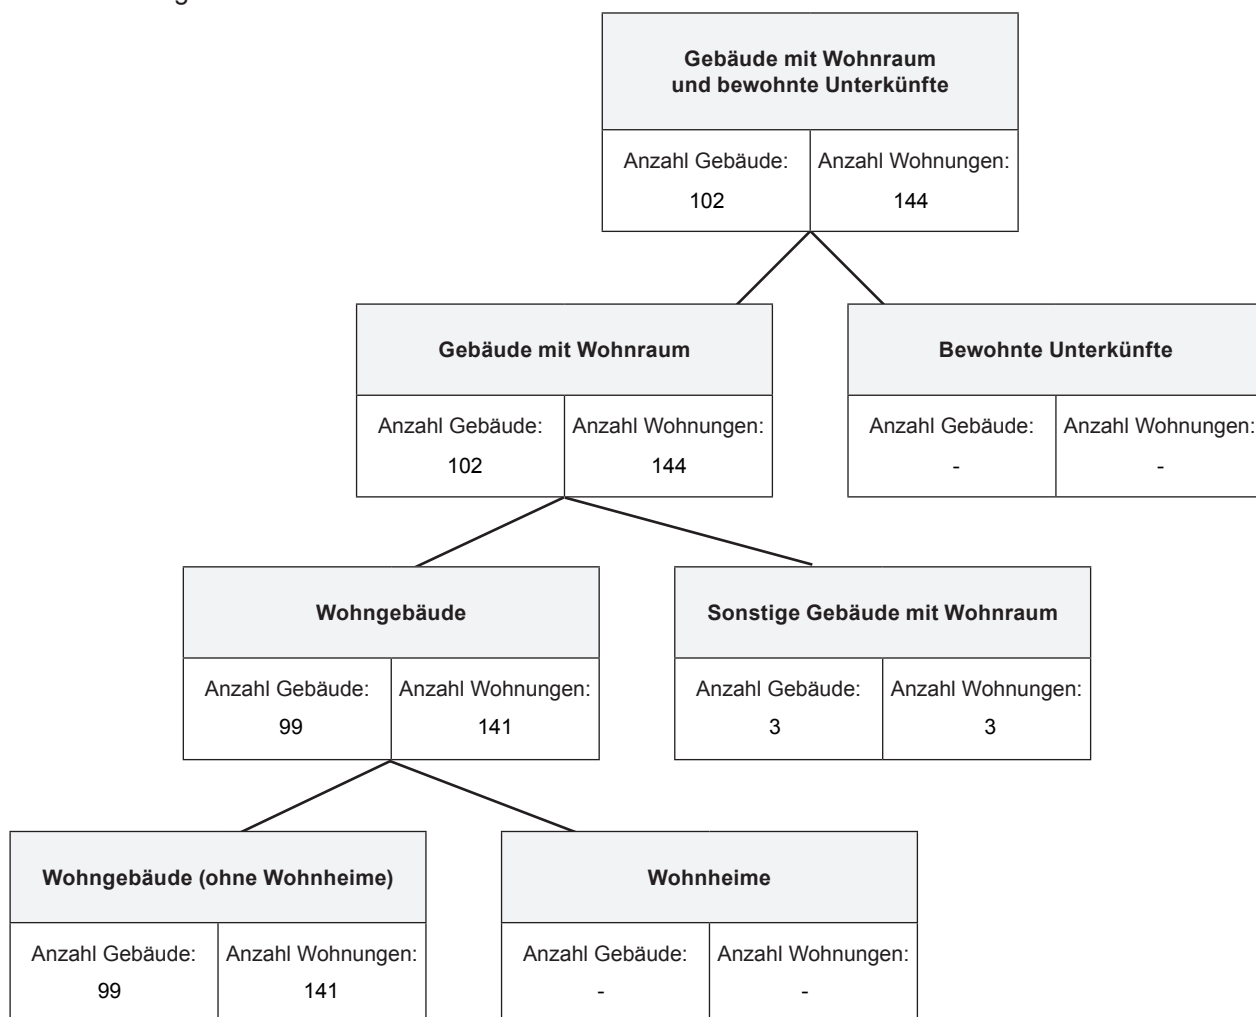 Gebäude mit Wohnraum
und bewohnte Unterkünfte
Anzahl Gebäude: Anzahl Wohnungen:
102 144
Gebäude mit Wohnraum Bewohnte Unterkünfte
Anzahl Gebäude: Anzahl Wohnungen: Anzahl Gebäude: Anzahl Wohnungen:
102 144 - -
Wohngebäude Sonstige Gebäude mit Wohnraum
Anzahl Gebäude: Anzahl Wohnungen: Anzahl Gebäude: Anzahl Wohnungen:
99 141 3 3
Wohngebäude (ohne Wohnheime) Wohnheime
Anzahl Gebäude: Anzahl Wohnungen: Anzahl Gebäude: Anzahl Wohnungen:
99 141 - -